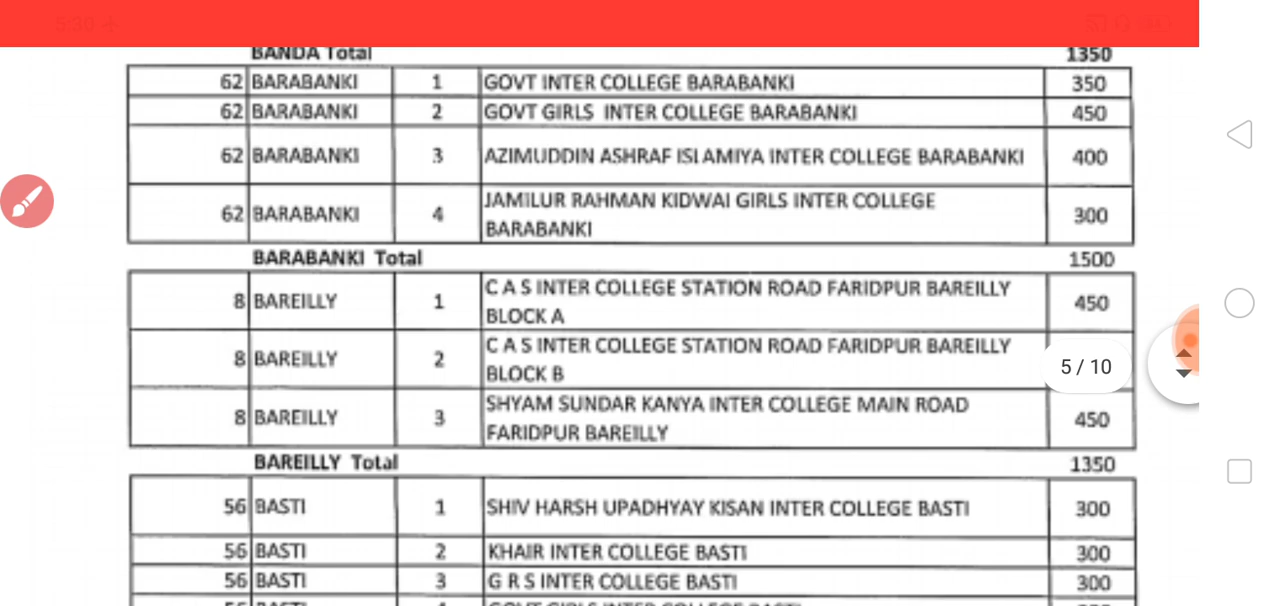 5:30
BANDA Total 1350
62 BARABANKI 1 GOVT INTER COLLEGE BARABANKI 350
62 BARABANKI 2 GOVT GIRLS INTER COLLEGE BARABANKI 450
62 BARABANKI 3 AZIMUDDIN ASHRAF ISLAMIYA INTER COLLEGE BARABANKI 400
62 BARABANKI 4 JAMILUR RAHMAN KIDWAI GIRLS INTER COLLEGE
BARABANKI 300
BARABANKI Total 1500
8 BAREILLY 1 C A S INTER COLLEGE STATION ROAD FARIDPUR BAREILLY
BLOCK A 450
8 BAREILLY 2 C A S INTER COLLEGE STATION ROAD FARIDPUR BAREILLY
BLOCK B
5 / 10
8 BAREILLY 3 SHYAM SUNDAR KANYA INTER COLLEGE MAIN ROAD
FARIDPUR BAREILLY 450
BAREILLY Total 1350
56 BASTI 1 SHIV HARSH UPADHYAY KISAN INTER COLLEGE BASTI 300
56 BASTI 2 KHAIR INTER COLLEGE BASTI 300
56 BASTI 3 G R S INTER COLLEGE BASTI 300